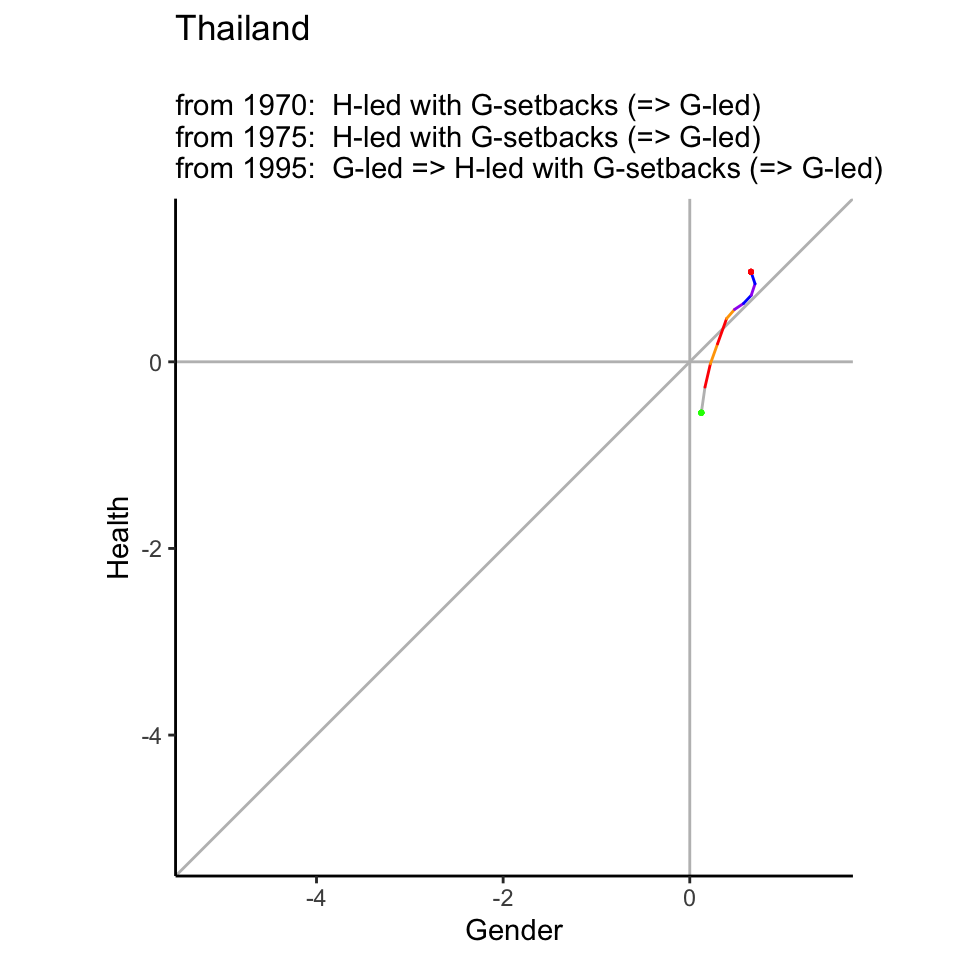 Thailand
from 1970:  H-led with G-setbacks (=> G-led)
from 1975:  H-led with G-setbacks (=> G-led)
from 1995:  G-led => H-led with G-setbacks (=> G-led)
0
-2
-4
Health
-4
-2
0
Gender